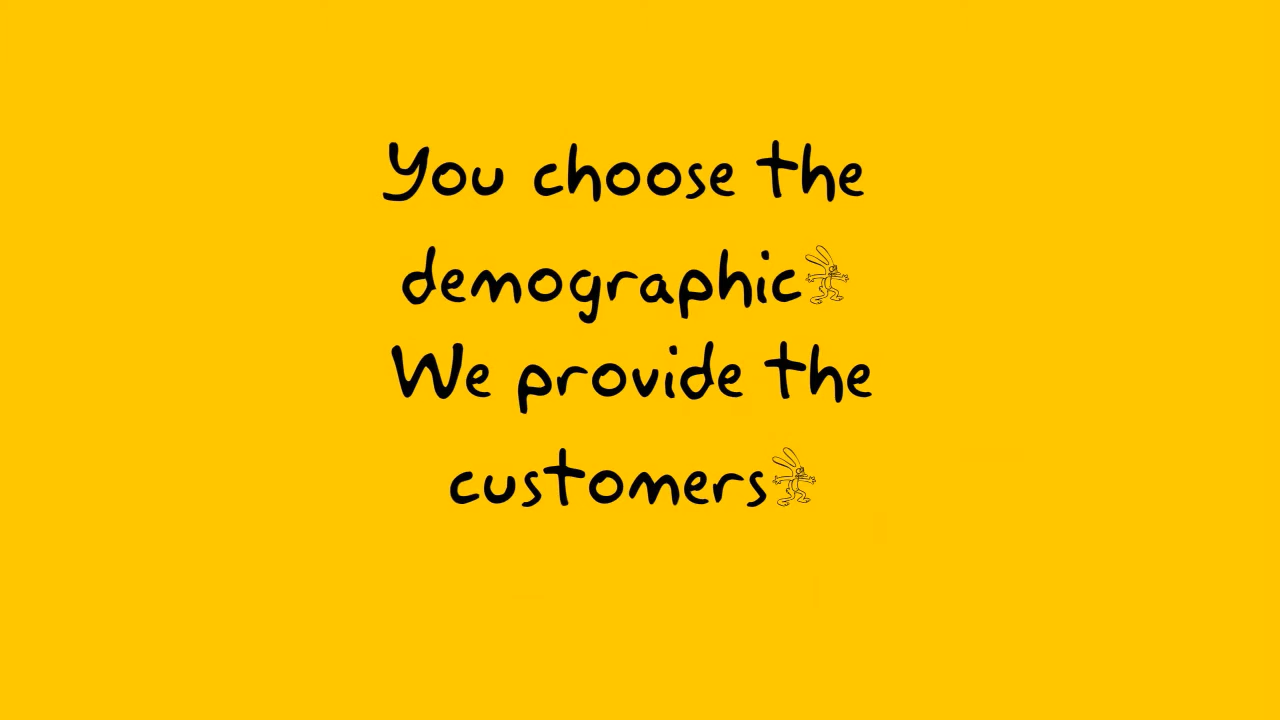 You choose the
demographic
We provide the
customers